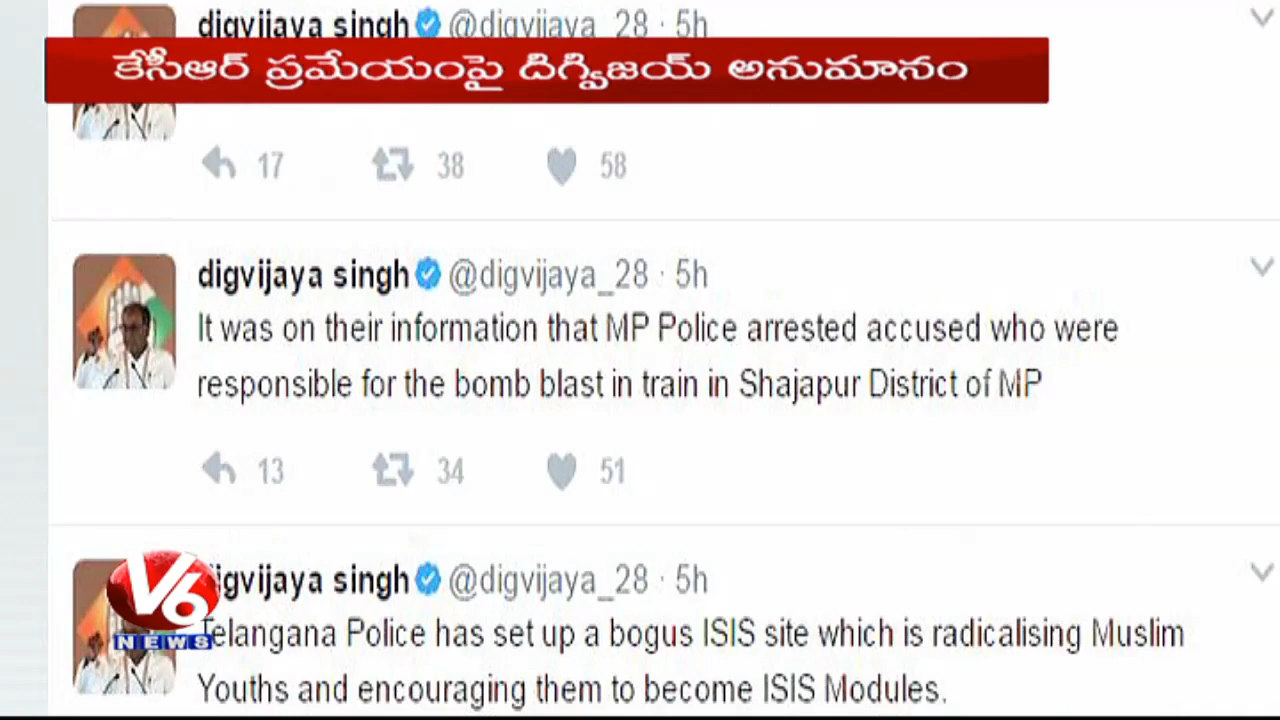 digvijaya singh @digvijaya_28 · 5h
కేసీఆర్ ప్రమేయంపై దిగ్విజయ్ అనుమానం
17 38 58
digvijaya singh @digvijaya_28 · 5h
It was on their information that MP Police arrested accused who were
responsible for the bomb blast in train in Shajapur District of MP
13 34 51
digvijaya singh @digvijaya_28 · 5h
Telangana Police has set up a bogus ISIS site which is radicalising Muslim
Youths and encouraging them to become ISIS Modules.
V6
NEWS